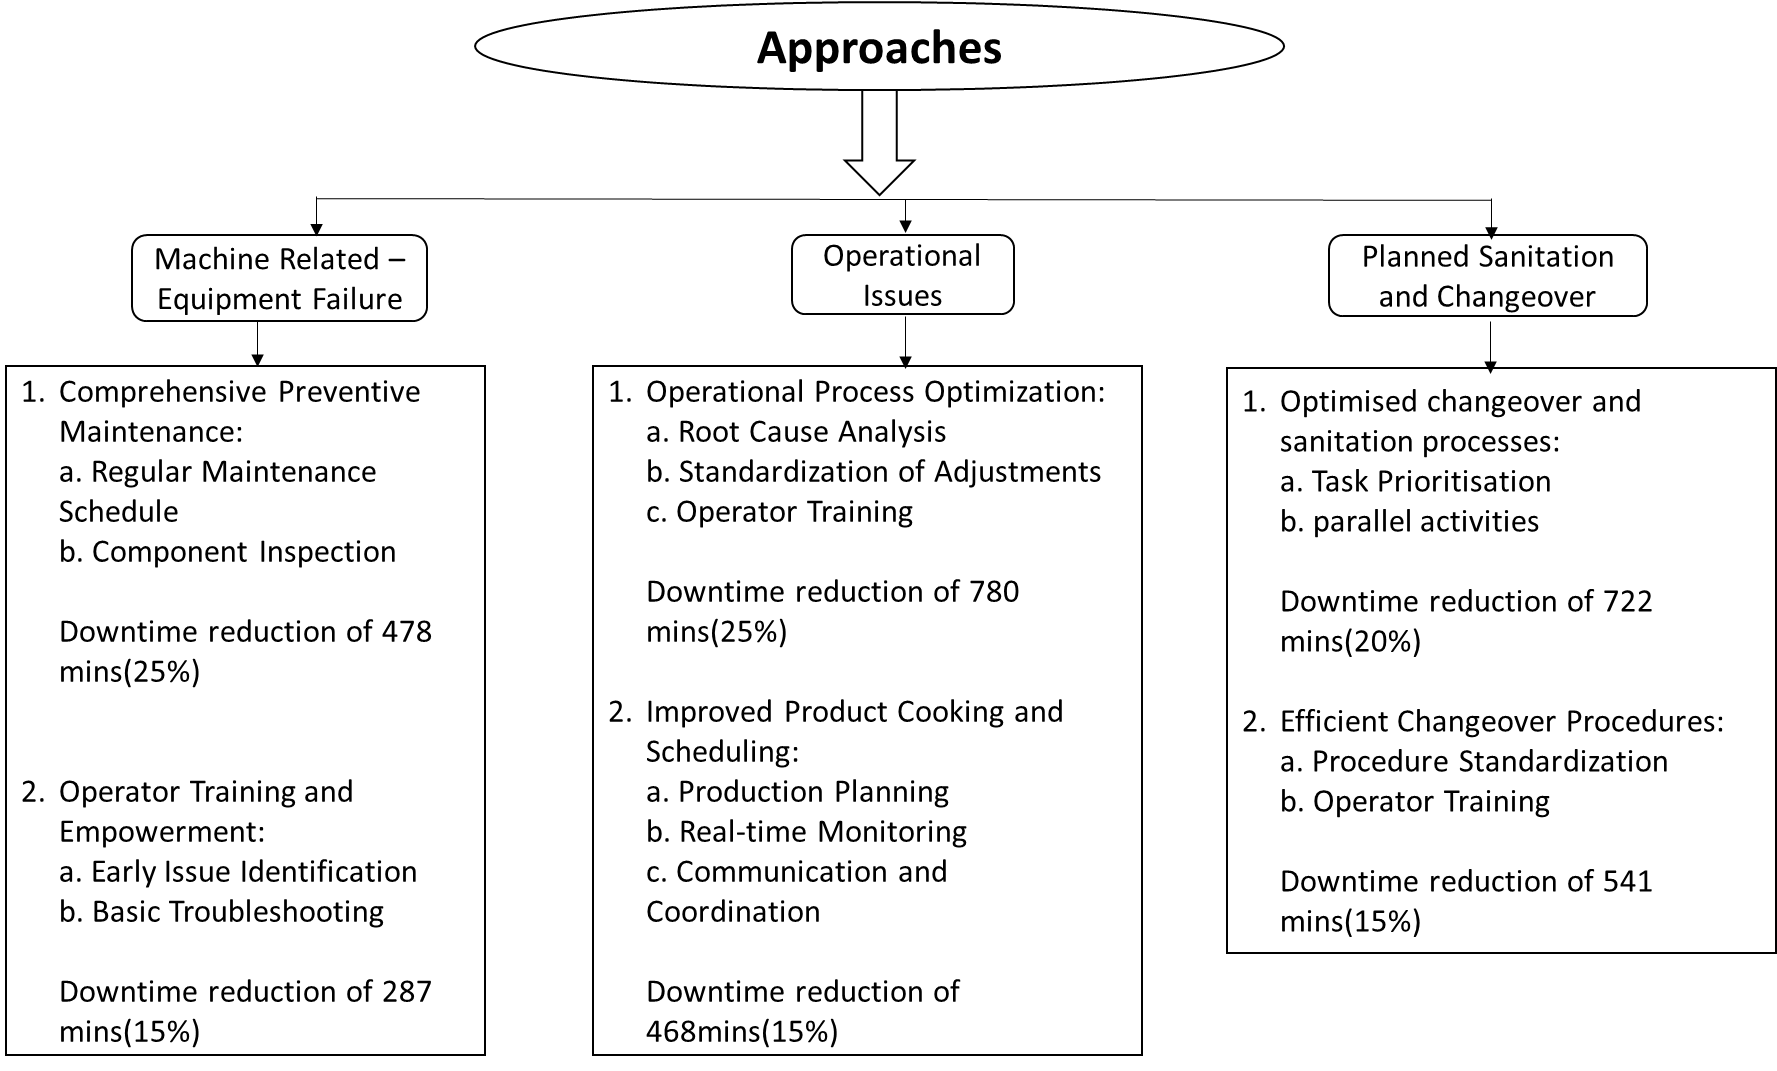 Approaches
Machine Related –
Equipment Failure
1. Comprehensive Preventive
Maintenance:
a. Regular Maintenance
Schedule
b. Component Inspection
Downtime reduction of 478
mins(25%)
2. Operator Training and
Empowerment:
a. Early Issue Identification
b. Basic Troubleshooting
Downtime reduction of 287
mins(15%)
Operational
Issues
1. Operational Process Optimization:
a. Root Cause Analysis
b. Standardization of Adjustments
c. Operator Training
Downtime reduction of 780
mins(25%)
2. Improved Product Cooking and
Scheduling:
a. Production Planning
b. Real-time Monitoring
c. Communication and
Coordination
Downtime reduction of
468mins(15%)
Planned Sanitation
and Changeover
1. Optimised changeover and
sanitation processes:
a. Task Prioritisation
b. parallel activities
Downtime reduction of 722
mins(20%)
2. Efficient Changeover Procedures:
a. Procedure Standardization
b. Operator Training
Downtime reduction of 541
mins(15%)